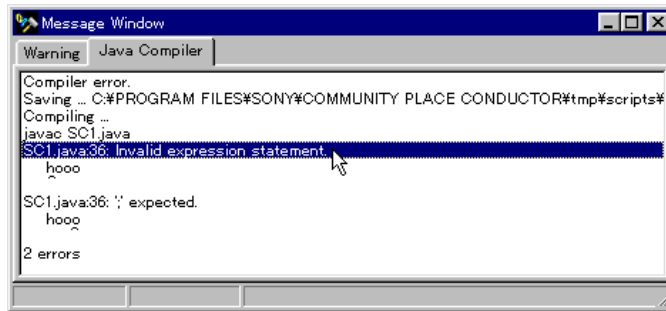 Message Window
Warning
Java Compiler
Compiler error.
Saving ... C:¥PROGRAM FILES¥SONY¥COMMUNITY PLACE CONDUCTOR¥tmp¥scripts¥
Compiling ...
javac SC1.java
SC1.java:36: Invalid expression statement.
hooo
^
SC1.java:36: ';' expected.
hooo
^
2 errors